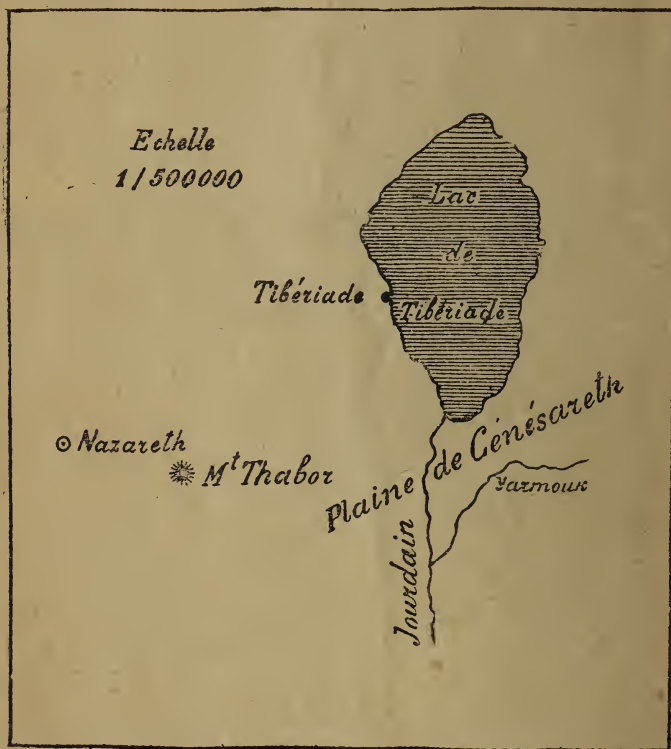 Echelle
1/500000
Lac
de
Tibériade
Tibériade
Nazareth
Mt Thabor
Plaine de Génésareth
Yarmouk
Jourdain